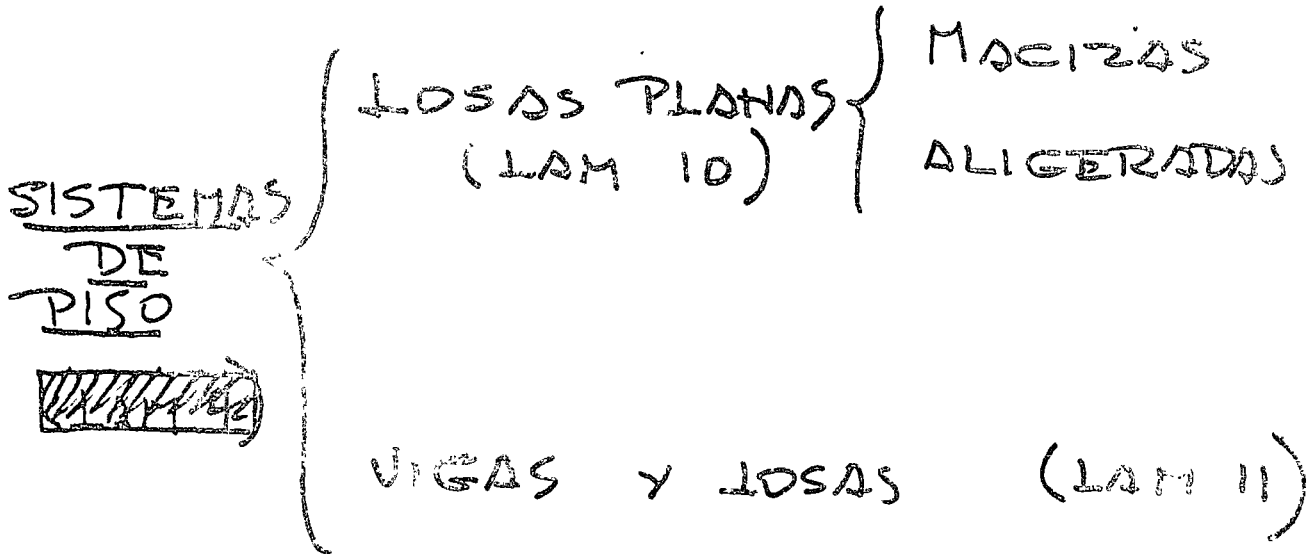 SISTEMAS
DE
PISO
LOSAS PLANAS
(LAM 10)
MACIZAS
ALIGERADAS
VIGAS Y LOSAS (LAM 11)